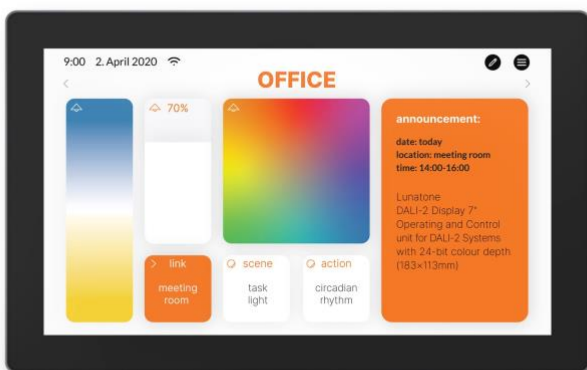 9:00 2. April 2020
OFFICE
70%
announcement:
date: today
location: meeting room
time: 14:00-16:00
Lunatone
DALI-2 Display 7"
Operating and Control
unit for DALI-2 Systems
with 24-bit colour depth
(183×113mm)
link
meeting
room
scene
task
light
action
circadian
rhythm